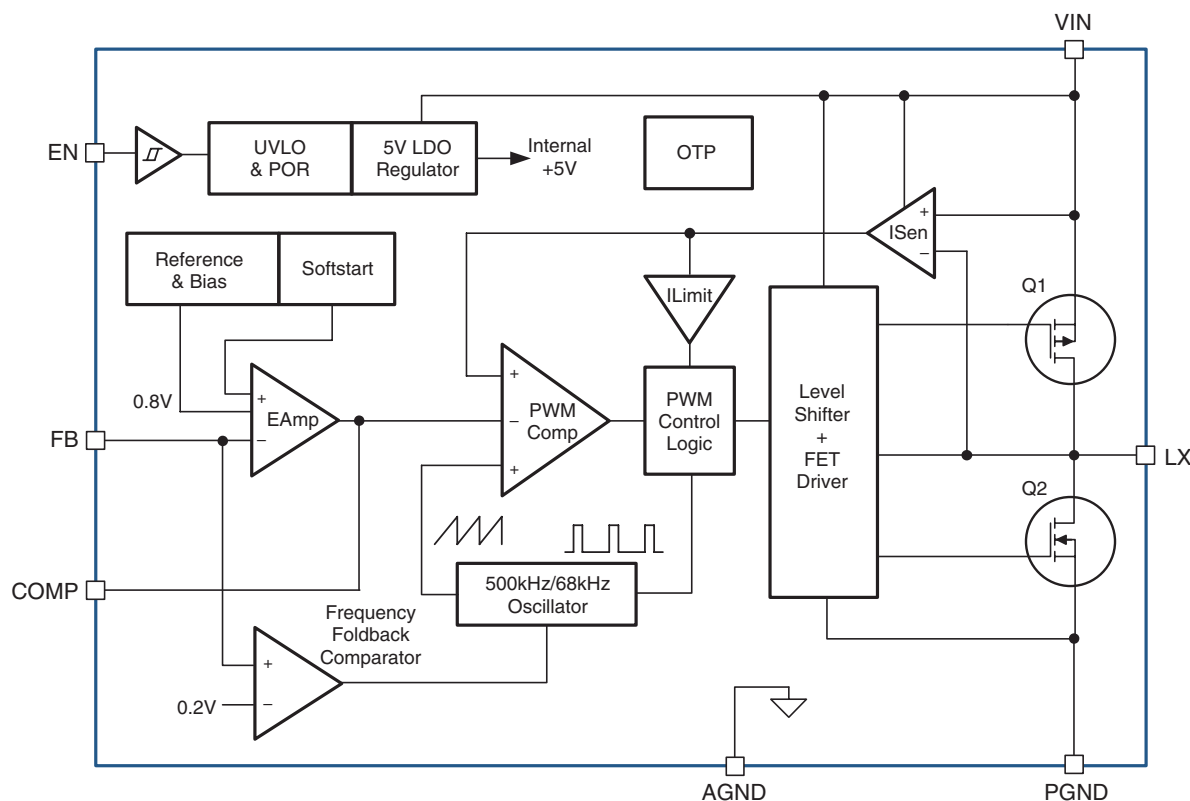 VIN
EN
UVLO
& POR
5V LDO
Regulator
Internal
+5V
OTP
+
ISen
–
Reference
& Bias
Softstart
ILimit
Q1
0.8V
+
EAmp
–
FB
+
–
PWM
Comp
+
PWM
Control
Logic
Level
Shifter
+
FET
Driver
LX
Q2
COMP
500kHz/68kHz
Oscillator
Frequency
Foldback
Comparator
+
0.2V
–
AGND
PGND